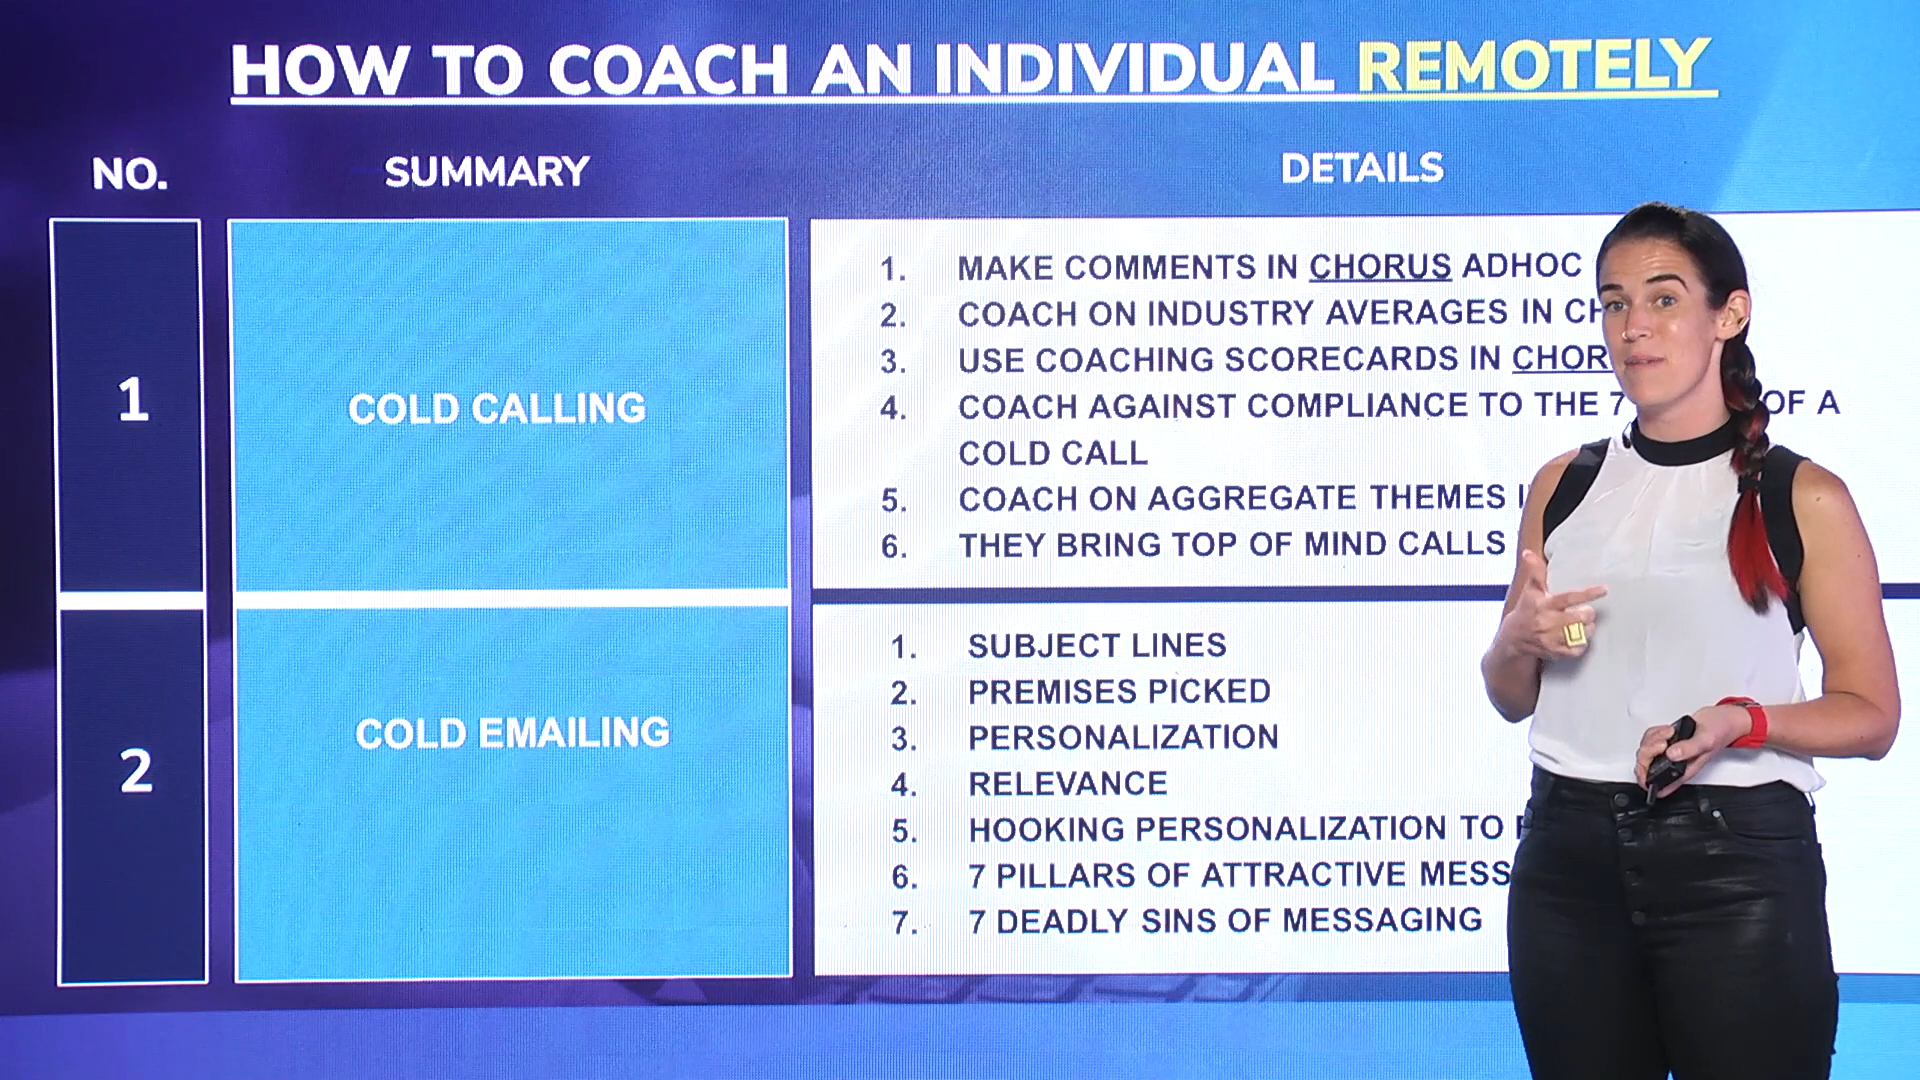 HOW TO COACH AN INDIVIDUAL REMOTELY
NO. SUMMARY DETAILS
1
COLD CALLING
1. MAKE COMMENTS IN CHORUS ADHOC
2. COACH ON INDUSTRY AVERAGES IN
3. USE COACHING SCORECARDS IN
4. COACH AGAINST COMPLIANCE TO THE 7 OF A
COLD CALL
5. COACH ON AGGREGATE THEMES
6. THEY BRING TOP OF MIND CALLS
2
COLD EMAILING
1. SUBJECT LINES
2. PREMISES PICKED
3. PERSONALIZATION
4. RELEVANCE
5. HOOKING PERSONALIZATION TO
6. 7 PILLARS OF ATTRACTIVE
7. 7 DEADLY SINS OF MESSAGING